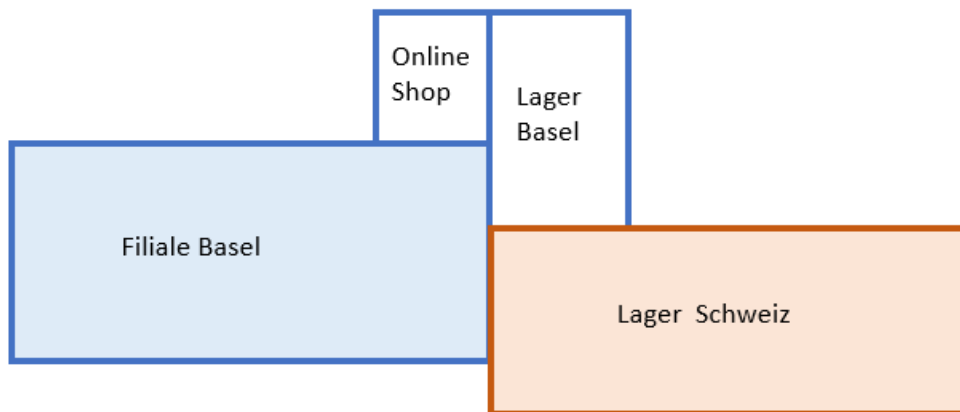 Online
Shop
Lager
Basel
Filiale Basel
Lager  Schweiz